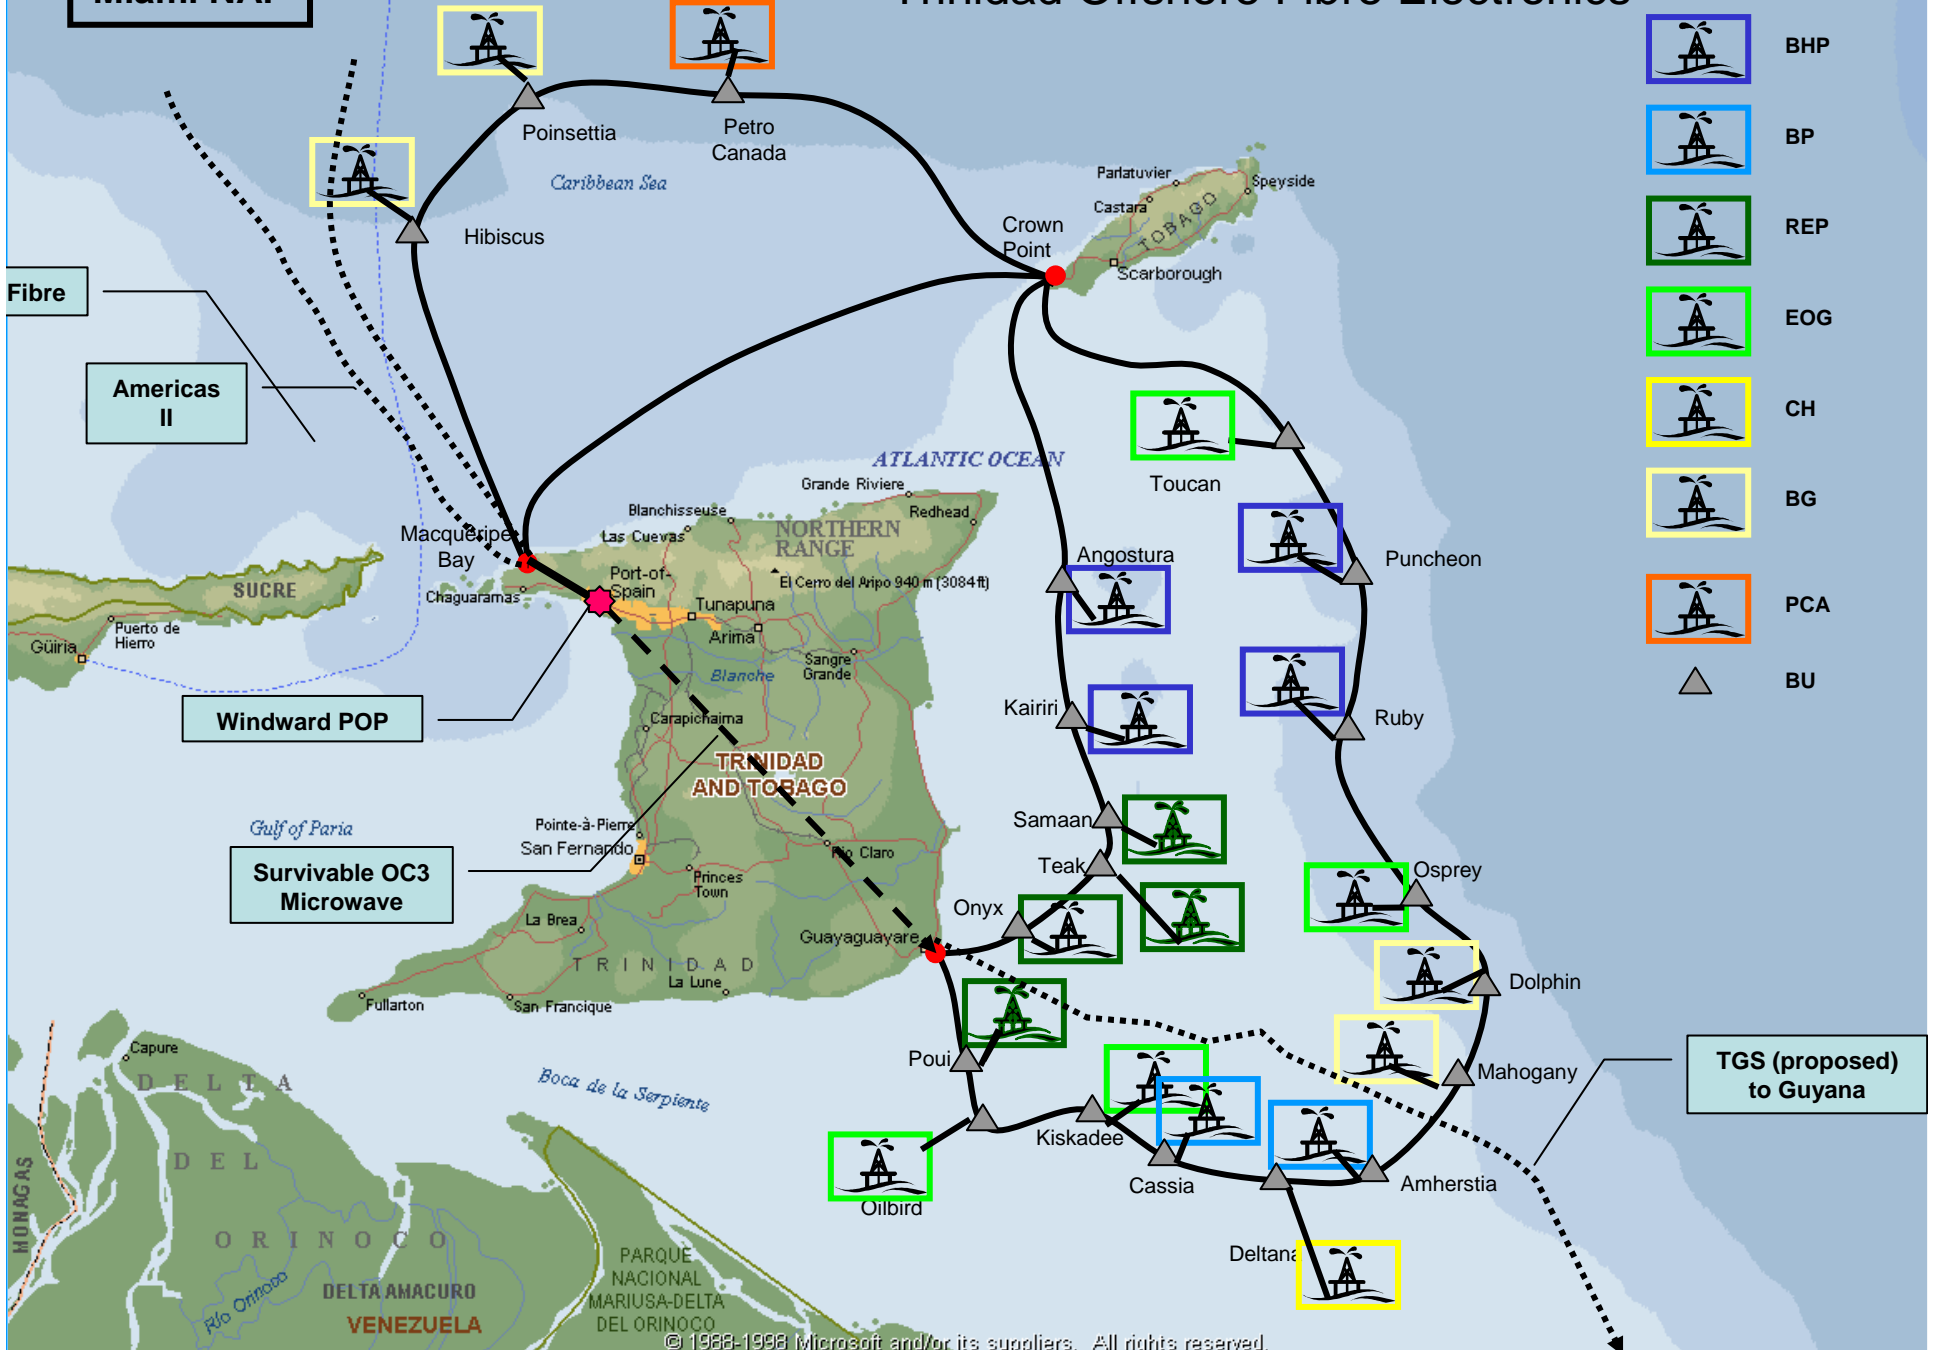 Miami NAP
Trinidad Offshore Fibre Electronics
BHP
BP
REP
EOG
CH
BG
PCA
BU
Poinsettia
Petro
Canada
Caribbean Sea
Hibiscus
Crown
Point
Parlatuvier
Speyside
Castara
TOBAGO
Scarborough
Fibre
Americas
II
Toucan
ATLANTIC OCEAN
Grande Riviere
Redhead
Blanchisseuse
Las Cuevas
NORTHERN
RANGE
Macqueripe
Bay
El Cerro del Aripo 940 m (3084ft)
Angostura
Puncheon
SUCRE
Port-of-
Spain
Chaguaramas
Tunapuna
Arima
Puerto de
Hierro
Güiria
Sangre
Grande
Blanche
Windward POP
Carapichaima
Kairiri
Ruby
TRINIDAD
AND TOBAGO
Gulf of Paria
Pointe-à-Pierre
San Fernando
Rio Claro
Samaan
Teak
Survivable OC3
Microwave
Princes
Town
Osprey
La Brea
Onyx
Guayaguayare
TRINIDAD
La Lune
Fullarton
San Francique
Dolphin
Poui
Mahogany
TGS (proposed)
to Guyana
Capure
DELTA
Boca de la Serpiente
Kiskadee
DEL
MONAGAS
Cassia
Amherstia
Oilbird
ORINOCO
Deltana
PARQUE
NACIONAL
MARIUSA-DELTA
DEL ORINOCO
Río Orinoco
DELTA AMACURO
VENEZUELA
© 1988-1998 Microsoft and/or its suppliers. All rights reserved.